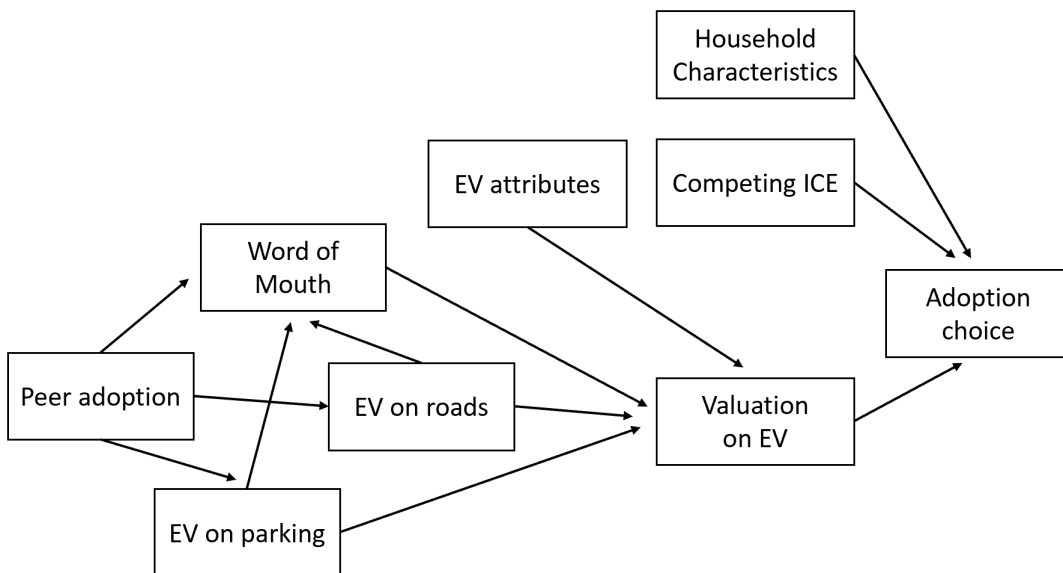 Household
Characteristics
EV attributes
Competing ICE
Word of
Mouth
Adoption
choice
Peer adoption
EV on roads
Valuation
on EV
EV on parking